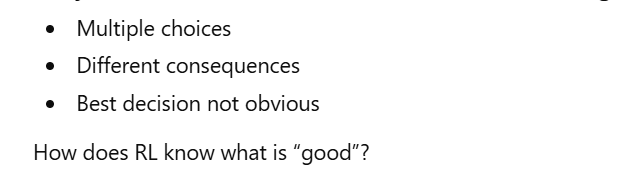 • Multiple choices
• Different consequences
• Best decision not obvious
How does RL know what is “good”?